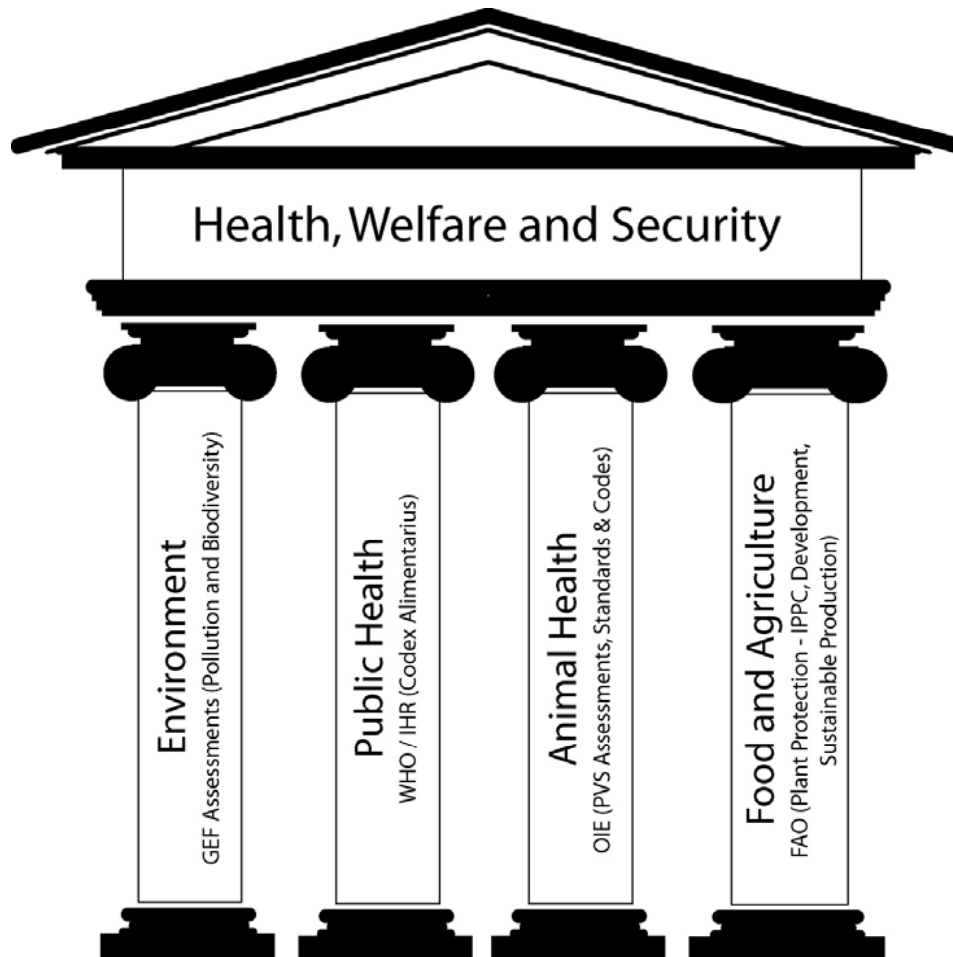 Health, Welfare and Security
Environment
GEF Assessments (Pollution and Biodiversity)
Public Health
WHO / IHR (Codex Alimentarius)
Animal Health
OIE (PVS Assessments, Standards & Codes)
Food and Agriculture
FAO (Plant Protection - IPPC, Development,
Sustainable Production)